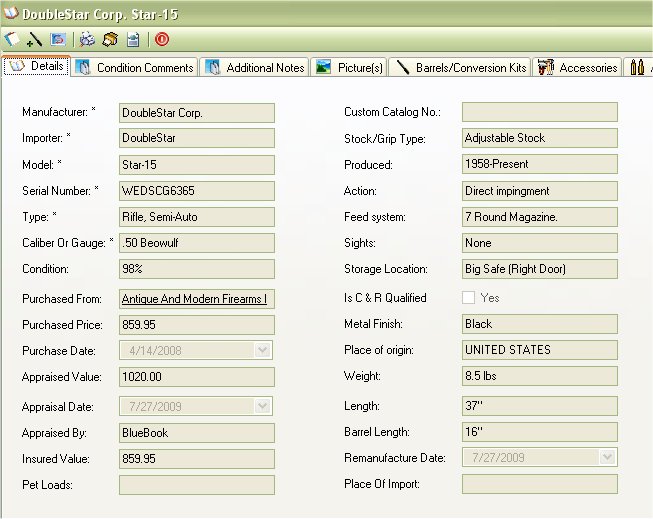 DoubleStar Corp. Star-15
Details
Condition Comments
Additional Notes
Picture(s)
Barrels/Conversion Kits
Accessories
Manufacturer: * DoubleStar Corp.
Importer: * DoubleStar
Model: * Star-15
Serial Number: * WEDSCG6365
Type: * Rifle, Semi-Auto
Caliber Or Gauge: * .50 Beowulf
Condition: 98%
Purchased From: Antique And Modern Firearms I
Purchased Price: 859.95
Purchase Date: 4/14/2008
Appraised Value: 1020.00
Appraisal Date: 7/27/2009
Appraised By: BlueBook
Insured Value: 859.95
Pet Loads:
Custom Catalog No.:
Stock/Grip Type: Adjustable Stock
Produced: 1958-Present
Action: Direct impingment
Feed system: 7 Round Magazine.
Sights: None
Storage Location: Big Safe (Right Door)
Is C & R Qualified Yes
Metal Finish: Black
Place of origin: UNITED STATES
Weight: 8.5 lbs
Length: 37"
Barrel Length: 16"
Remanufacture Date: 7/27/2009
Place Of Import: